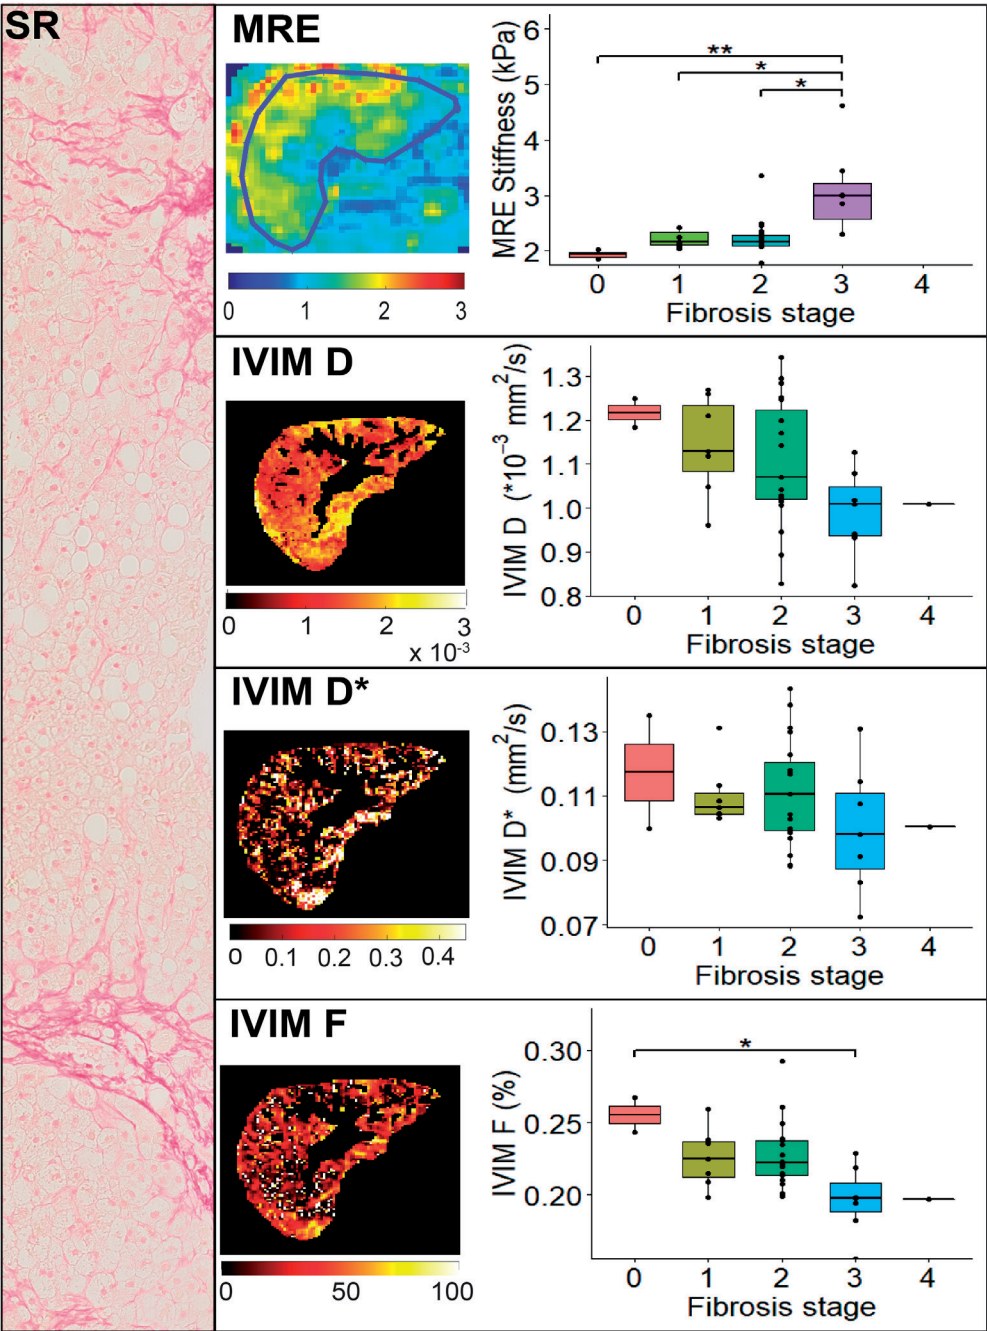 SR
MRE
0 1 2 3
MRE Stiffness (kPa)
6
5
4
3
2
**
*
*
0 1 2 3 4
Fibrosis stage
IVIM D
0 1 2 3
x 10⁻³
IVIM D (*10⁻³ mm²/s)
1.3
1.2
1.1
1.0
0.9
0.8
0 1 2 3 4
Fibrosis stage
IVIM D*
0 0.1 0.2 0.3 0.4
IVIM D* (mm²/s)
0.13
0.11
0.09
0.07
0 1 2 3 4
Fibrosis stage
IVIM F
0 50 100
IVIM F (%)
0.30
0.25
0.20
*
0 1 2 3 4
Fibrosis stage